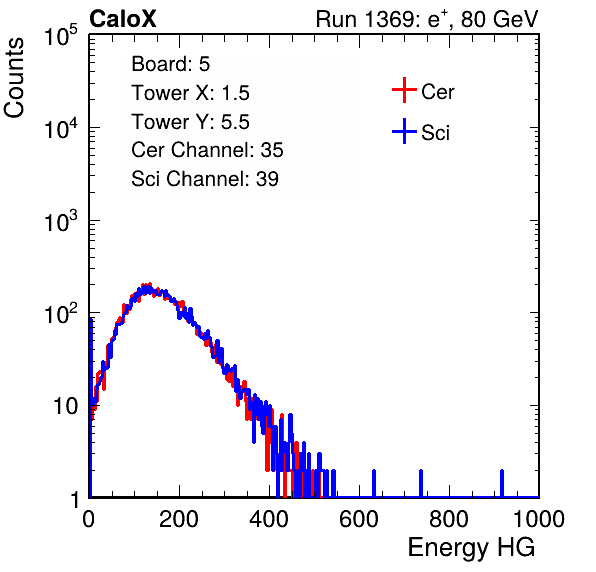 CaloX Run 1369: e⁺, 80 GeV
Counts
Board: 5
Tower X: 1.5
Tower Y: 5.5
Cer Channel: 35
Sci Channel: 39
Cer
Sci
10⁵
10⁴
10³
10²
10
1
0 200 400 600 800 1000
Energy HG